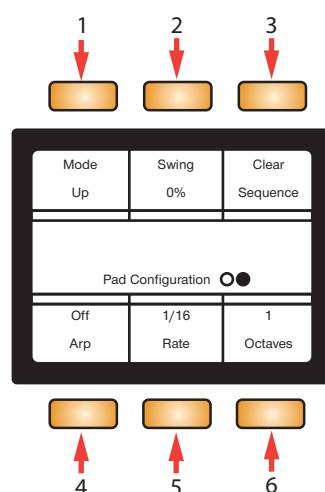 1 2 3
Mode Swing Clear
Up 0% Sequence
Pad Configuration
Off 1/16 1
Arp Rate Octaves
4 5 6